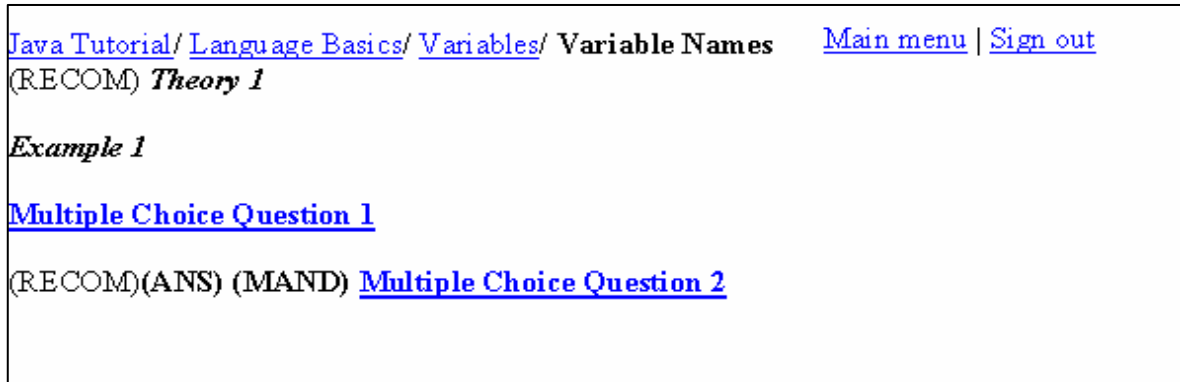 Java Tutorial/ Language Basics/ Variables/ Variable Names Main menu | Sign out
(RECOM) Theory 1
Example 1
Multiple Choice Question 1
(RECOM)(ANS) (MAND) Multiple Choice Question 2